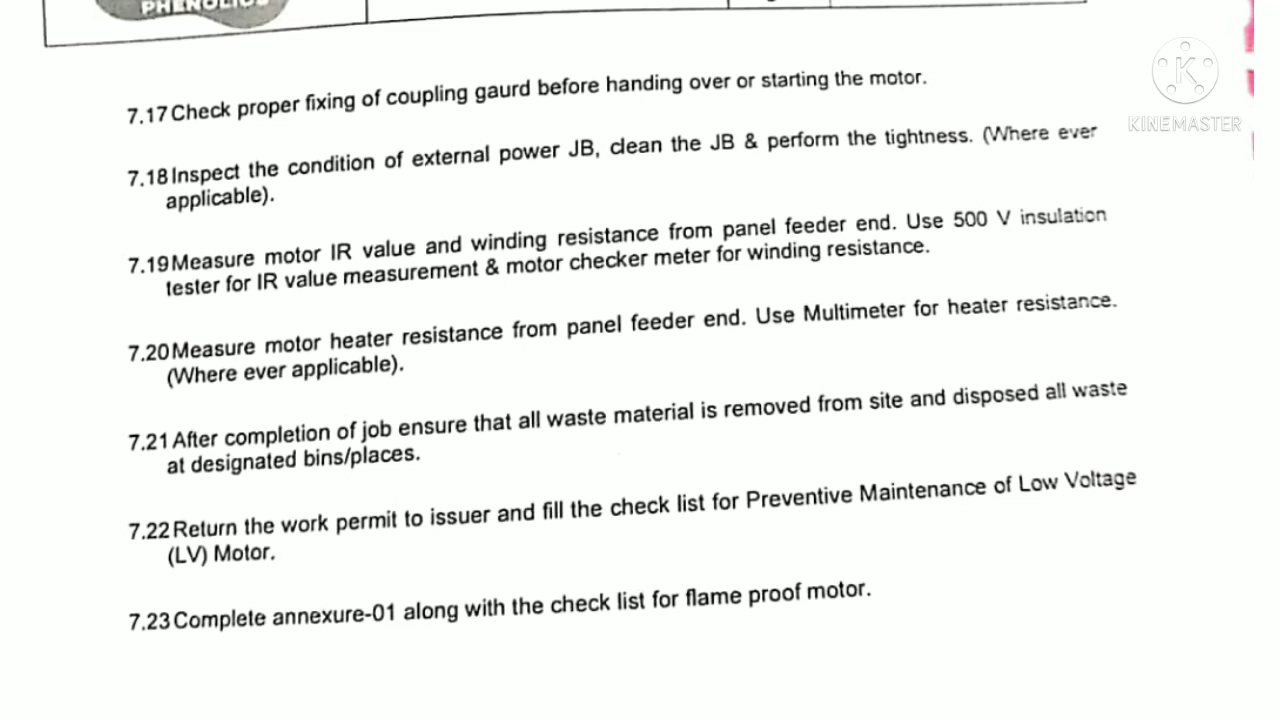 PHENOLICS
KINEMASTER
7.17 Check proper fixing of coupling gaurd before handing over or starting the motor.
7.18 Inspect the condition of external power JB, clean the JB & perform the tightness. (Where ever
applicable).
7.19 Measure motor IR value and winding resistance from panel feeder end. Use 500 V insulation
tester for IR value measurement & motor checker meter for winding resistance.
7.20 Measure motor heater resistance from panel feeder end. Use Multimeter for heater resistance.
(Where ever applicable).
7.21 After completion of job ensure that all waste material is removed from site and disposed all waste
at designated bins/places.
7.22 Return the work permit to issuer and fill the check list for Preventive Maintenance of Low Voltage
(LV) Motor.
7.23 Complete annexure-01 along with the check list for flame proof motor.